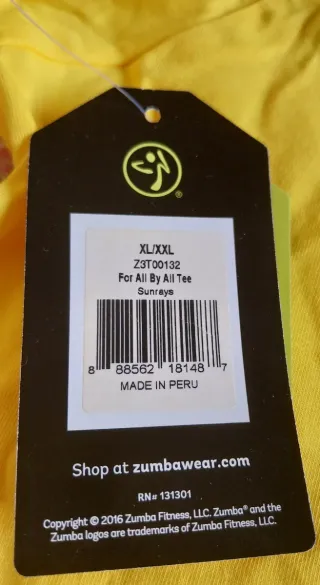 ®
XL/XXL
Z3T00132
For All By All Tee
Sunrays
8 88562 18148 7
MADE IN PERU
Shop at zumbawear.com
RN# 131301
Copyright © 2016 Zumba Fitness, LLC. Zumba® and the
Zumba logos are trademarks of Zumba Fitness, LLC.